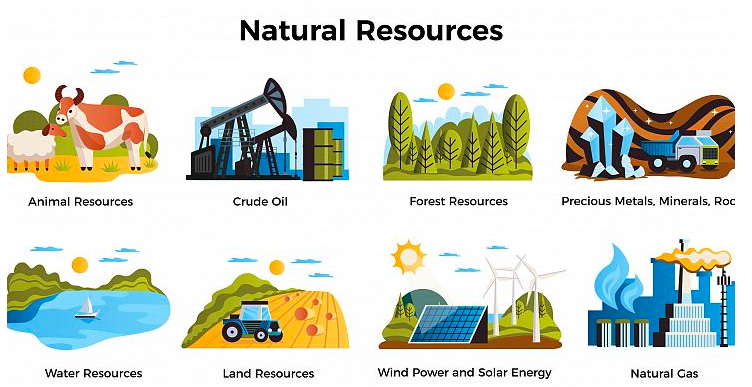 Natural Resources
Animal Resources
Crude Oil
Forest Resources
Precious Metals, Minerals,
Water Resources
Land Resources
Wind Power and Solar Energy
Natural Gas